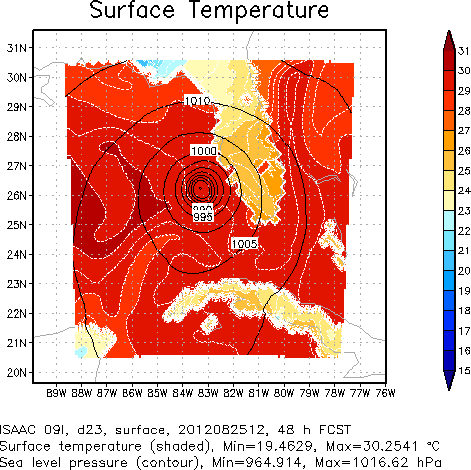 Surface Temperature
31N
30N
29N
28N
27N
26N
25N
24N
23N
22N
21N
20N
1010
1000
995
1005
89W 88W 87W 86W 85W 84W 83W 82W 81W 80W 79W 78W 77W 76W
31
30
29
28
27
26
25
24
23
22
21
20
19
18
17
16
15
ISAAC 09l, d23, surface, 2012082512, 48 h FCST
Surface temperature (shaded), Min=19.4629, Max=30.2541 °C
Sea level pressure (contour), Min=964.914, Max=1016.62 hPa